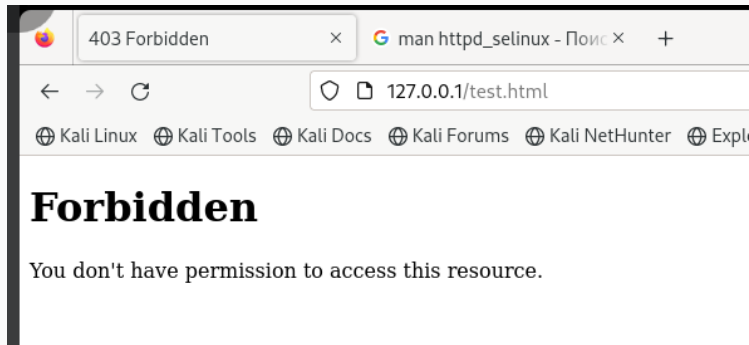 403 Forbidden
man httpd_selinux - Поис
127.0.0.1/test.html
Kali Linux Kali Tools Kali Docs Kali Forums Kali NetHunter Explo
Forbidden
You don't have permission to access this resource.